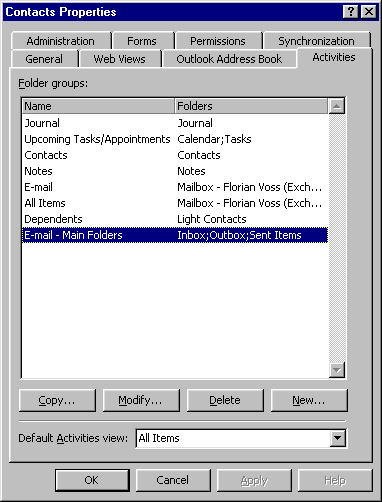 Contacts Properties
Administration Forms Permissions Synchronization
General Web Views Outlook Address Book Activities
Folder groups:
Name Folders
Journal Journal
Upcoming Tasks/Appointments Calendar;Tasks
Contacts Contacts
Notes Notes
E-mail Mailbox - Florian Voss (Exch...
All Items Mailbox - Florian Voss (Exch...
Dependents Light Contacts
E-mail - Main Folders Inbox;Outbox;Sent Items
Copy... Modify... Delete New...
Default Activities view: All Items
OK Cancel Apply Help